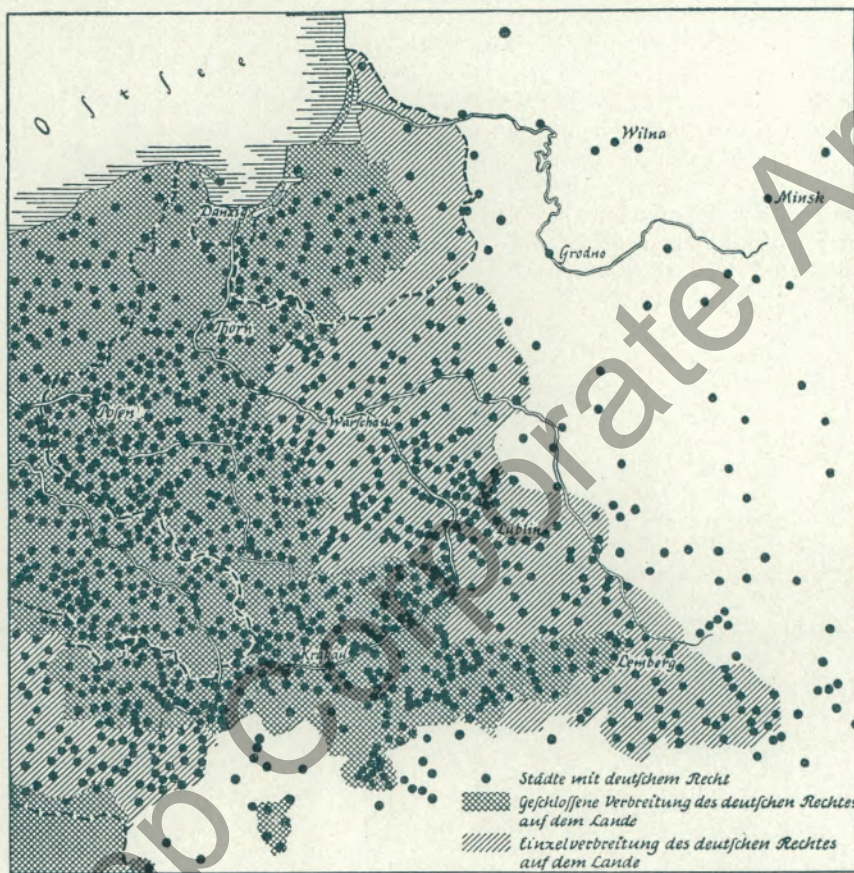 Ostsee
Wilna
Minsk
Danzig
Grodno
Thorn
Posen
Warschau
Lublin
Krakau
Lemberg
Städte mit deutschem Recht
Geschlossene Verbreitung des deutschen Rechtes
auf dem Lande
Einzelverbreitung des deutschen Rechtes
auf dem Lande
Corporate